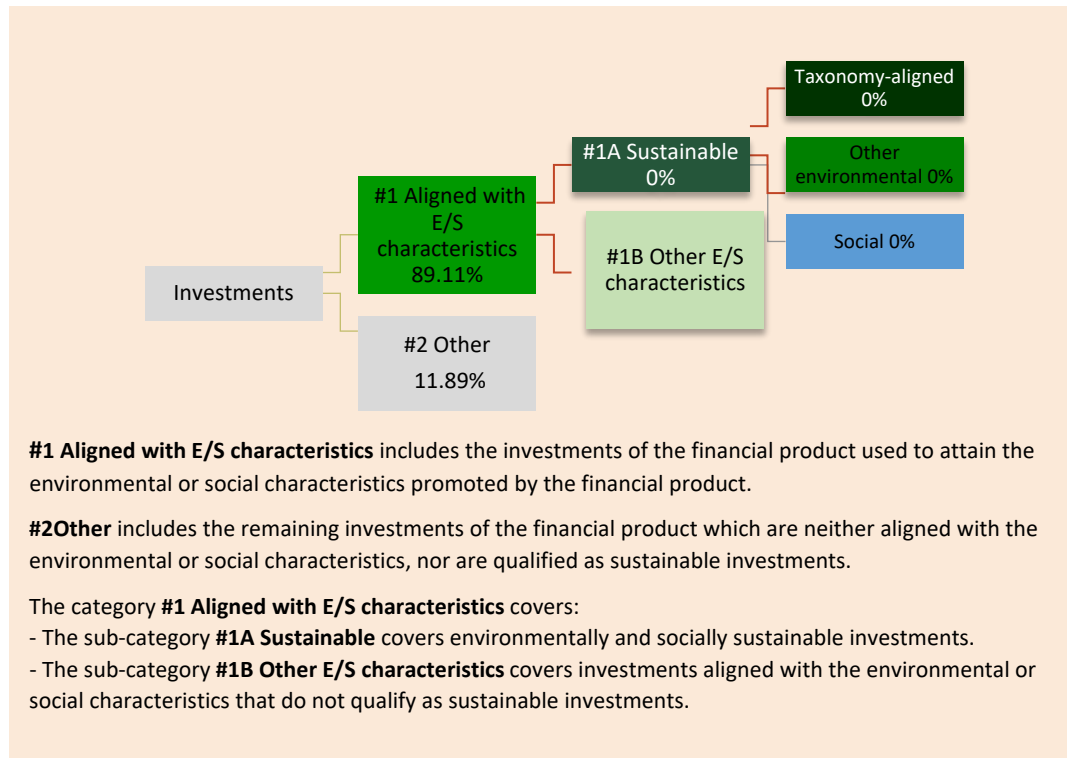 Taxonomy-aligned
0%
#1A Sustainable
0%
Other
environmental 0%
#1 Aligned with
E/S
characteristics
89.11%
#1B Other E/S
characteristics
Social 0%
Investments
#2 Other
11.89%
#1 Aligned with E/S characteristics includes the investments of the financial product used to attain the
environmental or social characteristics promoted by the financial product.
#2Other includes the remaining investments of the financial product which are neither aligned with the
environmental or social characteristics, nor are qualified as sustainable investments.
The category #1 Aligned with E/S characteristics covers:
- The sub-category #1A Sustainable covers environmentally and socially sustainable investments.
- The sub-category #1B Other E/S characteristics covers investments aligned with the environmental or
social characteristics that do not qualify as sustainable investments.